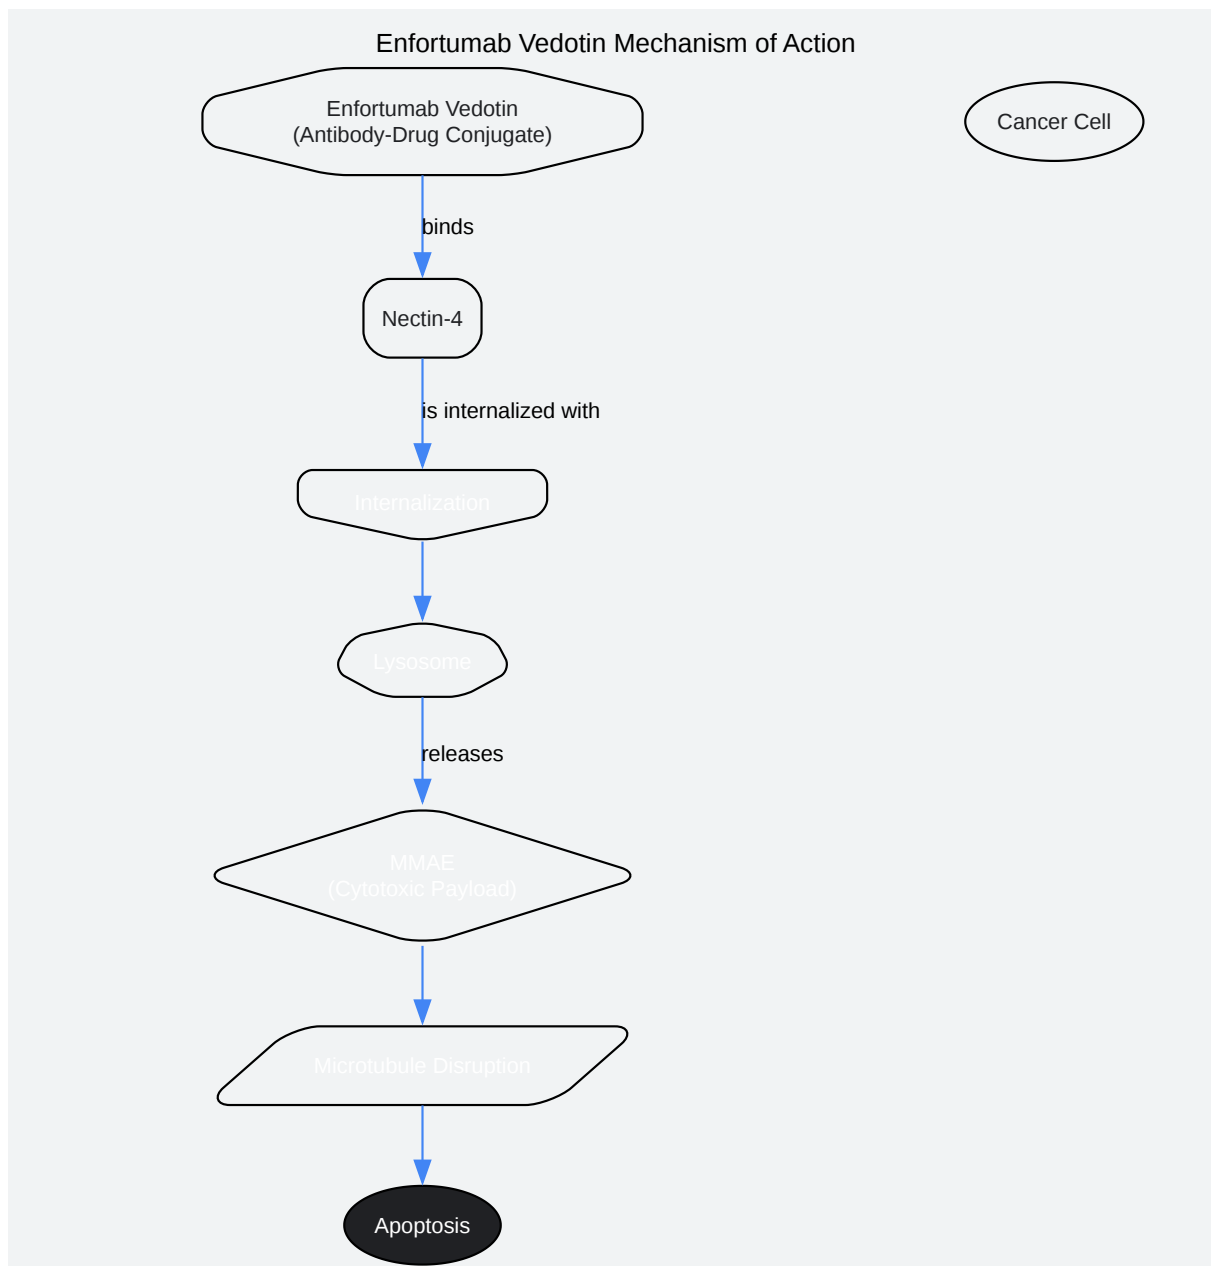 Enfortumab Vedotin Mechanism of Action
Enfortumab Vedotin
(Antibody-Drug Conjugate)
Cancer Cell
binds
Nectin-4
is internalized with
Internalization
Lysosome
releases
MMAE
(Cytotoxic Payload)
Microtubule Disruption
Apoptosis